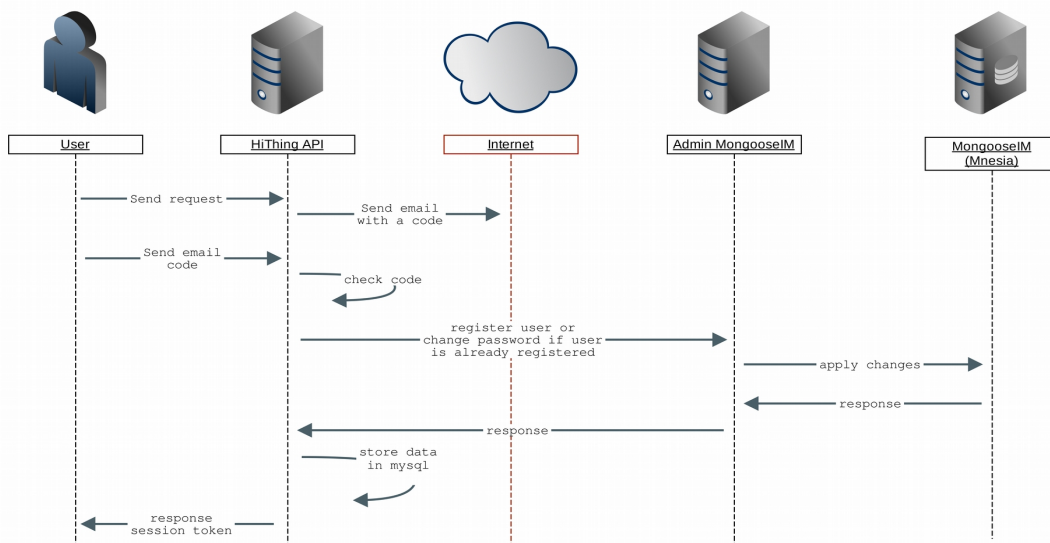 User
HiThing API
Internet
Admin MongooseIM
MongooseIM
(Mnesia)
Send request
Send email
with a code
Send email
code
check code
register user or
change password if user
is already registered
apply changes
response
response
store data
in mysql
response
session token